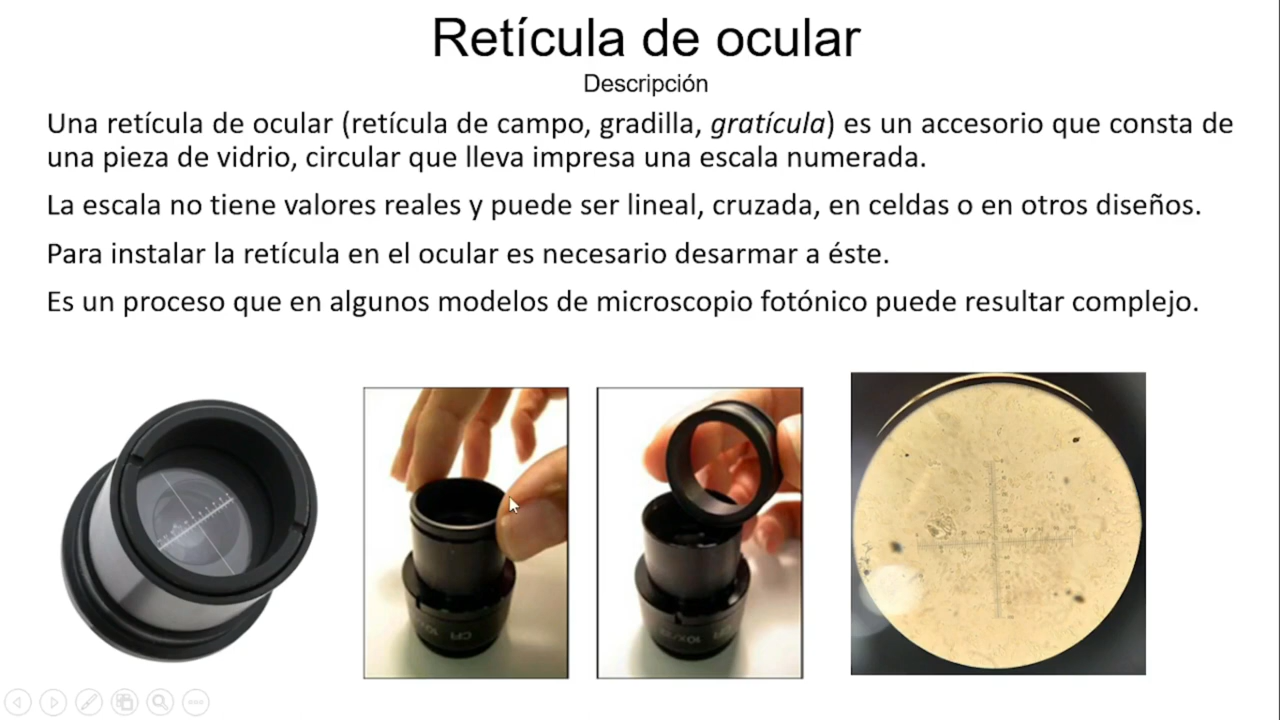 Retícula de ocular
Descripción
Una retícula de ocular (retícula de campo, gradilla, gratícula) es un accesorio que consta de
una pieza de vidrio, circular que lleva impresa una escala numerada.
La escala no tiene valores reales y puede ser lineal, cruzada, en celdas o en otros diseños.
Para instalar la retícula en el ocular es necesario desarmar a éste.
Es un proceso que en algunos modelos de microscopio fotónico puede resultar complejo.